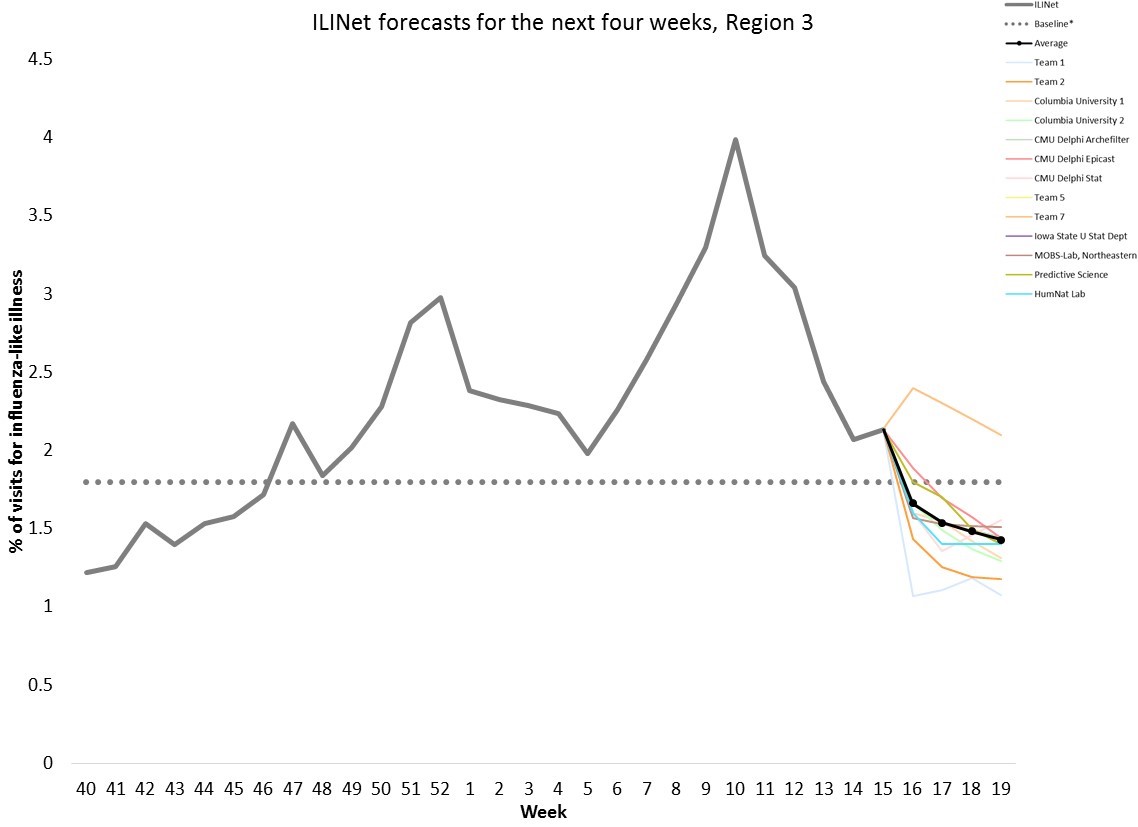 ILINet forecasts for the next four weeks, Region 3
ILINet
Baseline*
Average
Team 1
Team 2
Columbia University 1
Columbia University 2
CMU Delphi Archefilter
CMU Delphi Epicast
CMU Delphi Stat
Team 5
Team 7
Iowa State U Stat Dept
MOBS-Lab, Northeastern
Predictive Science
HumNat Lab
% of visits for influenza-like illness
4.5
4
3.5
3
2.5
2
1.5
1
0.5
0
40 41 42 43 44 45 46 47 48 49 50 51 52 1 2 3 4 5 6 7 8 9 10 11 12 13 14 15 16 17 18 19
Week